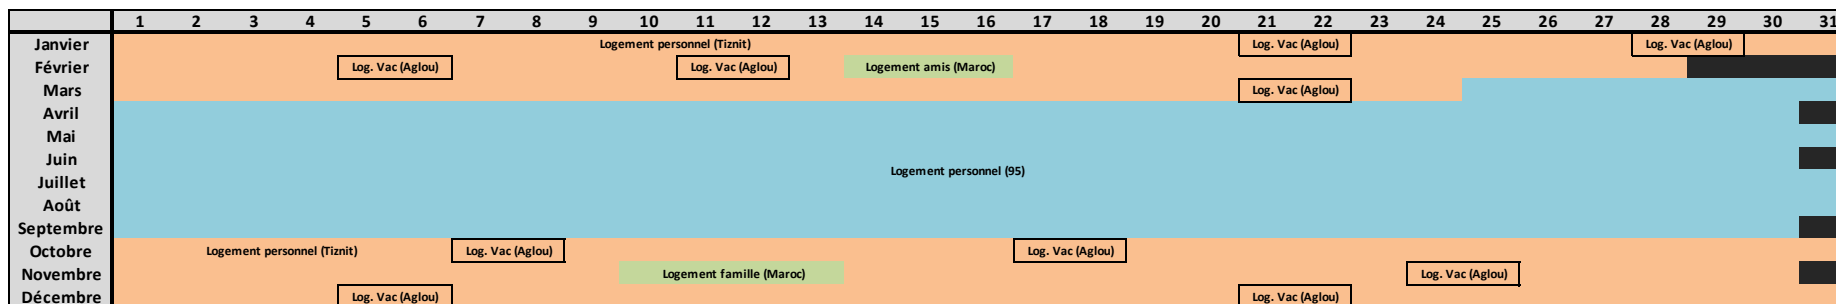 1 2 3 4 5 6 7 8 9 10 11 12 13 14 15 16 17 18 19 20 21 22 23 24 25 26 27 28 29 30 31
Janvier Logement personnel (Tiznit) Log. Vac (Aglou) Log. Vac (Aglou)
Février Log. Vac (Aglou) Log. Vac (Aglou) Logement amis (Maroc)
Mars Log. Vac (Aglou)
Avril
Mai
Juin
Logement personnel (95)
Juillet
Août
Septembre
Octobre Logement personnel (Tiznit) Log. Vac (Aglou) Log. Vac (Aglou)
Novembre Logement famille (Maroc) Log. Vac (Aglou)
Décembre Log. Vac (Aglou) Log. Vac (Aglou)